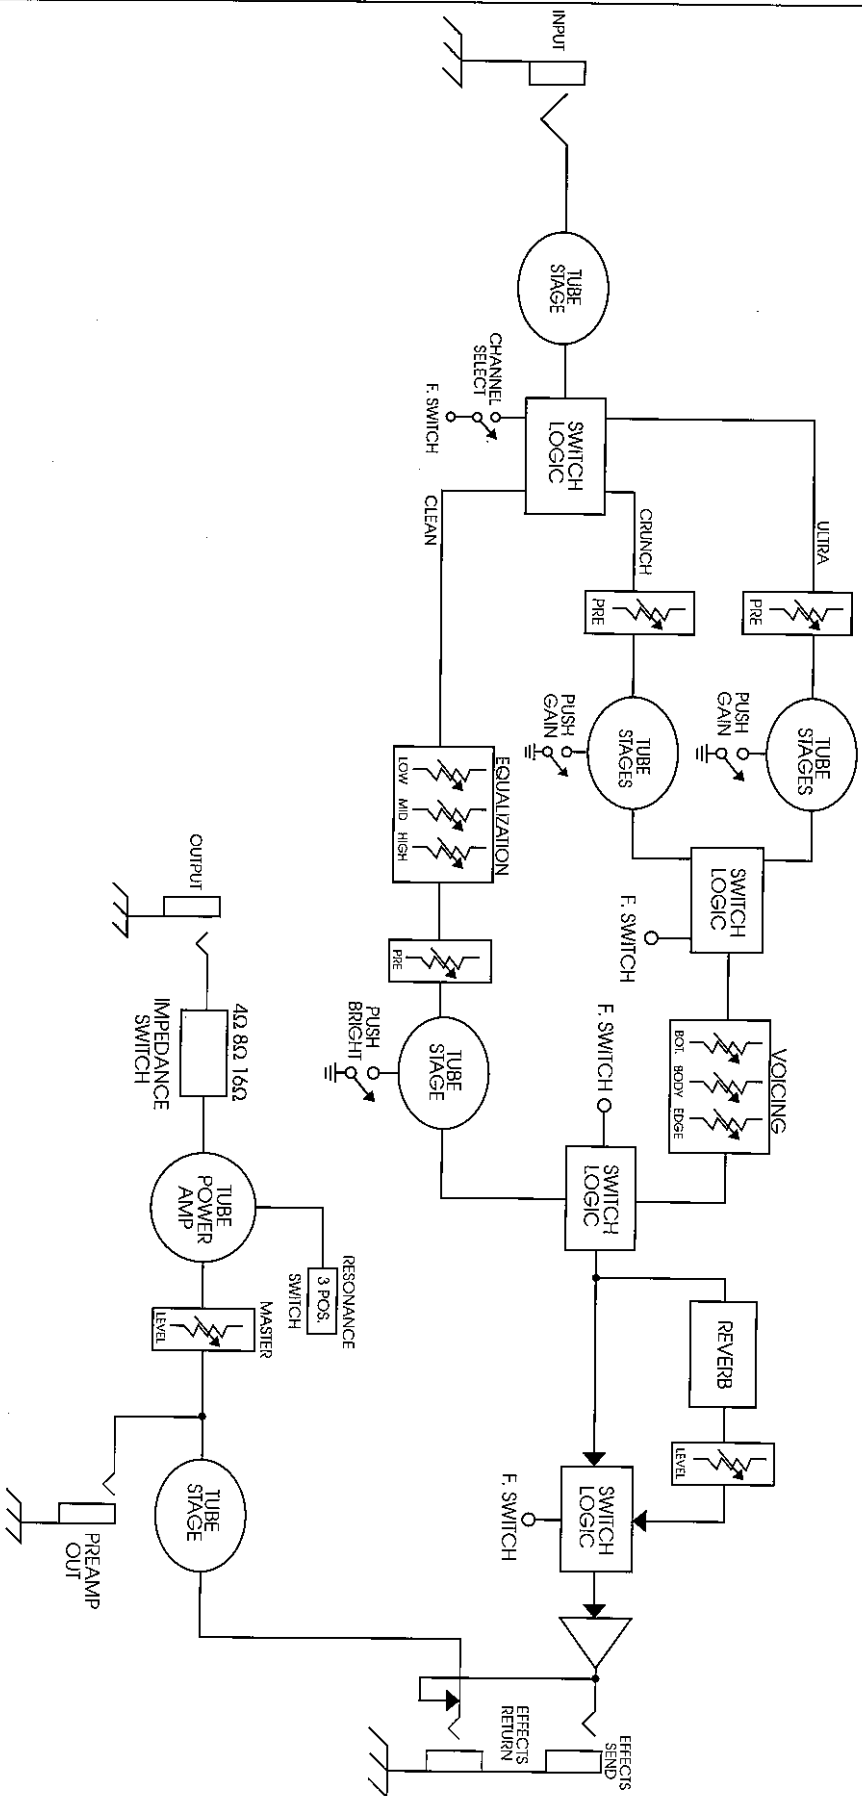 INPUT
TUBE
STAGE
CHANNEL
SELECT
F. SWITCH
SWITCH
LOGIC
ULTRA
CRUNCH
CLEAN
PRE
PRE
TUBE
STAGES
PUSH
GAIN
TUBE
STAGES
PUSH
GAIN
EQUALIZATION
LOW
MID
HIGH
PRE
TUBE
STAGE
PUSH
BRIGHT
SWITCH
LOGIC
F. SWITCH
VOICING
BOT.
BODY
EDGE
F. SWITCH
SWITCH
LOGIC
REVERB
LEVEL
SWITCH
LOGIC
F. SWITCH
EFFECTS
SEND
EFFECTS
RETURN
TUBE
STAGE
PREAMP
OUT
MASTER
LEVEL
RESONANCE
3 POS.
SWITCH
TUBE
POWER
AMP
4Ω 8Ω 16Ω
IMPEDANCE
SWITCH
OUTPUT